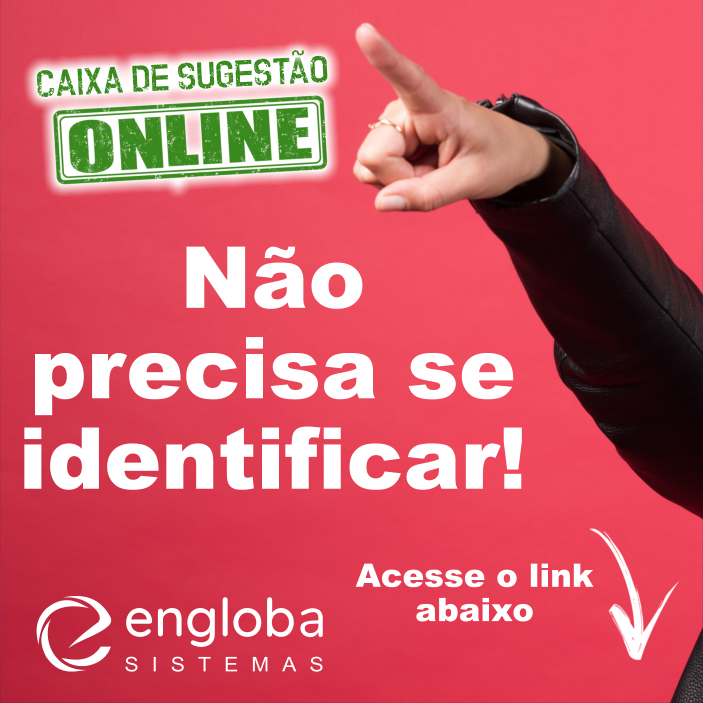 CAIXA DE SUGESTÃO
ONLINE
Não
precisa se
identificar!
Acesse o link
abaixo
engloba
SISTEMAS